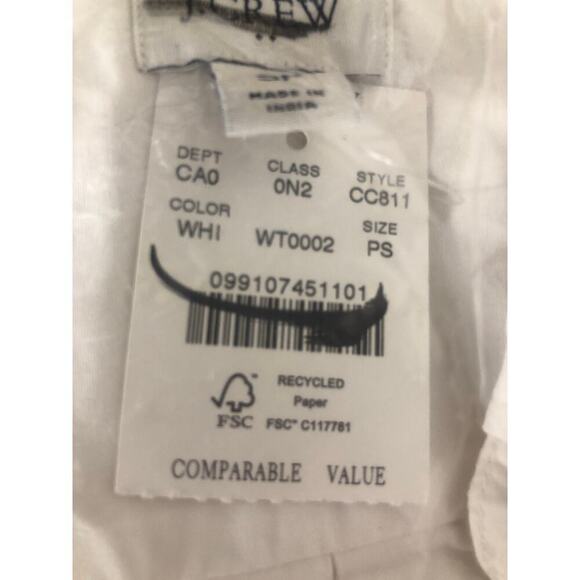 J.CREW
SP
MADE IN
INDIA
DEPT CLASS STYLE
CA0 0N2 CC811
COLOR SIZE
WHI WT0002 PS
099107451101
RECYCLED
Paper
FSC FSC™ C117781
COMPARABLE VALUE